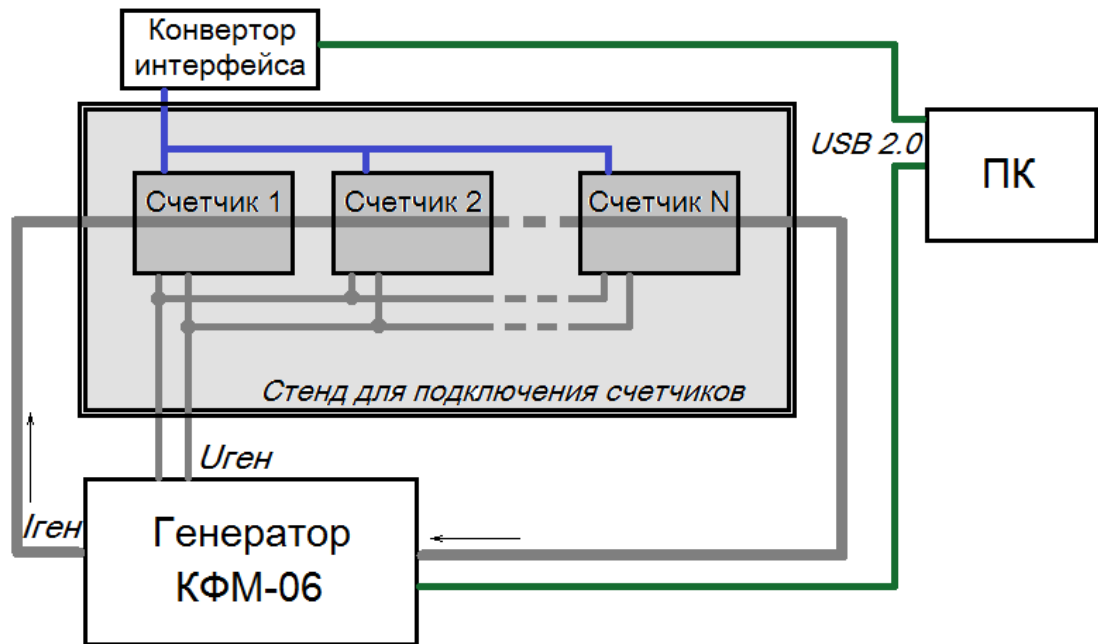 Конвертор
интерфейса
USB 2.0
ПК
Счетчик 1
Счетчик 2
Счетчик N
Стенд для подключения счетчиков
Uген
Iген
Генератор
КФМ-06